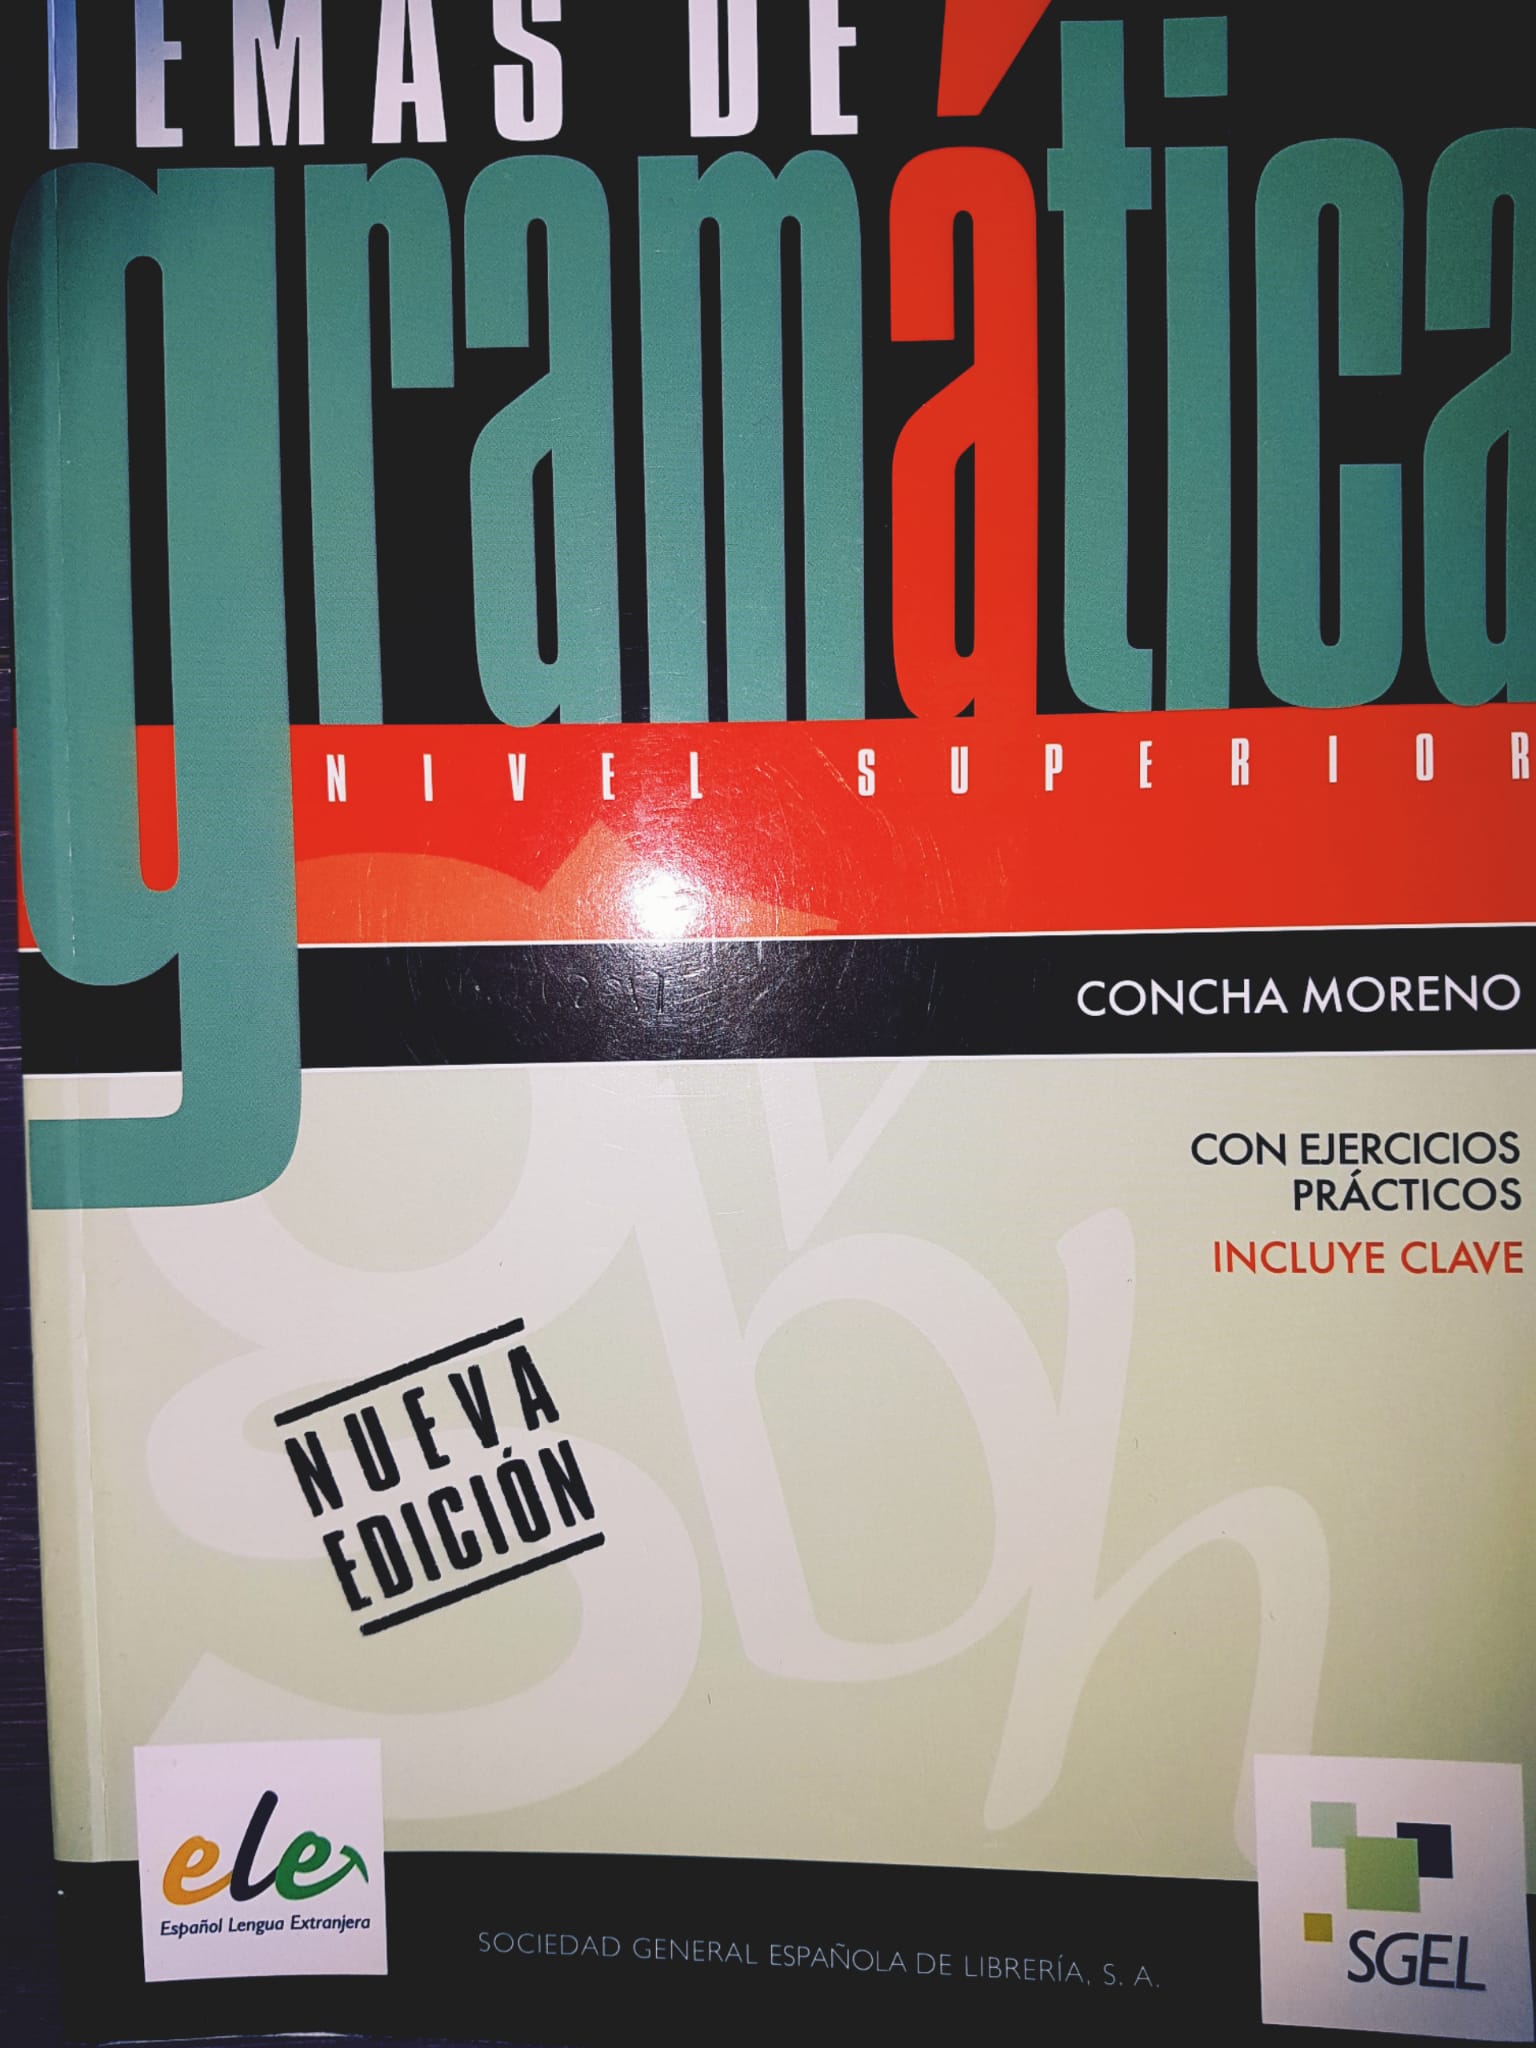 TEMAS DE
gramática
NIVEL SUPERIOR
CONCHA MORENO
CON EJERCICIOS
PRÁCTICOS
INCLUYE CLAVE
NUEVA
EDICIÓN
ele
Español Lengua Extranjera
SOCIEDAD GENERAL ESPAÑOLA DE LIBRERÍA, S. A.
SGEL